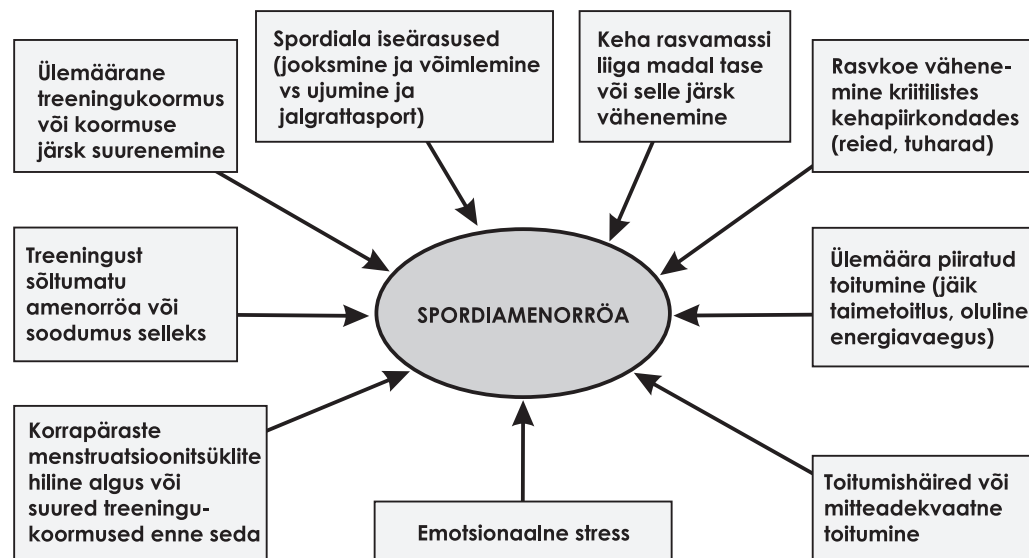 Ülemäärane
treeningukoormus
või koormuse
järsk suurenemine
Spordiala iseärasused
(jooksmine ja võimlemine
vs ujumine ja
jalgrattasport)
Keha rasvamassi
liiga madal tase
või selle järsk
vähenemine
Rasvkoe vähene-
mine kriitilistes
kehapiirkondades
(reied, tuharad)
Treeningust
sõltumatu
amenorröa või
soodumus selleks
SPORDIAMENORRÖA
Ülemäära piiratud
toitumine (jäik
taimetoitlus, oluline
energiavaegus)
Korrapäraste
menstruatsioonitsüklite
hiline algus või
suured treeningu-
koormused enne seda
Emotsionaalne stress
Toitumishäired või
mitteadekvaatne
toitumine